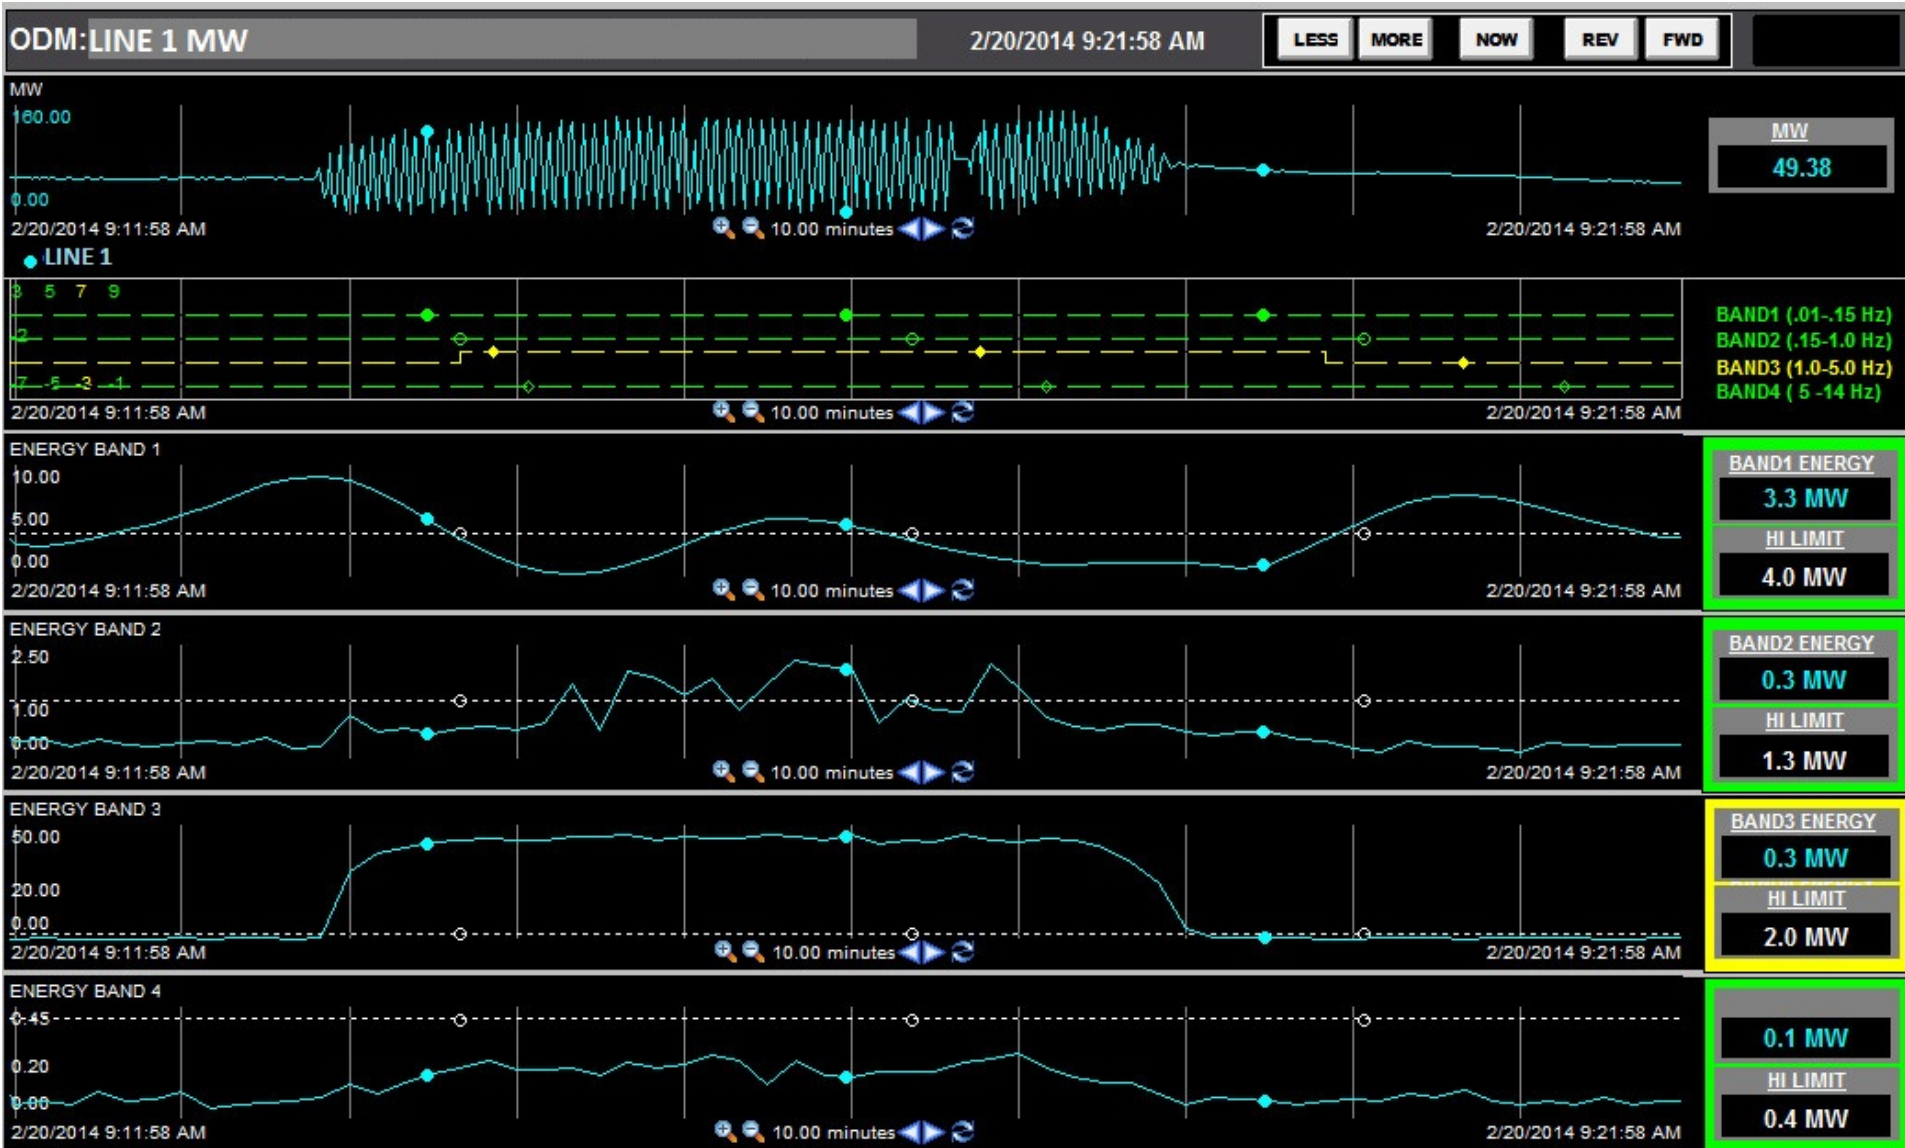 ODM:LINE 1 MW 2/20/2014 9:21:58 AM LESS MORE NOW REV FWD
MW
160.00
0.00
2/20/2014 9:11:58 AM 10.00 minutes 2/20/2014 9:21:58 AM
LINE 1
MW
49.38
3 5 7 9
-2
-7 -5 -3 -1
2/20/2014 9:11:58 AM 10.00 minutes 2/20/2014 9:21:58 AM
BAND1 (.01-.15 Hz)
BAND2 (.15-1.0 Hz)
BAND3 (1.0-5.0 Hz)
BAND4 ( 5 -14 Hz)
ENERGY BAND 1
10.00
5.00
0.00
2/20/2014 9:11:58 AM 10.00 minutes 2/20/2014 9:21:58 AM
BAND1 ENERGY
3.3 MW
HI LIMIT
4.0 MW
ENERGY BAND 2
2.50
1.00
0.00
2/20/2014 9:11:58 AM 10.00 minutes 2/20/2014 9:21:58 AM
BAND2 ENERGY
0.3 MW
HI LIMIT
1.3 MW
ENERGY BAND 3
50.00
20.00
0.00
2/20/2014 9:11:58 AM 10.00 minutes 2/20/2014 9:21:58 AM
BAND3 ENERGY
0.3 MW
HI LIMIT
2.0 MW
ENERGY BAND 4
0.45
0.20
0.00
2/20/2014 9:11:58 AM 10.00 minutes 2/20/2014 9:21:58 AM
0.1 MW
HI LIMIT
0.4 MW